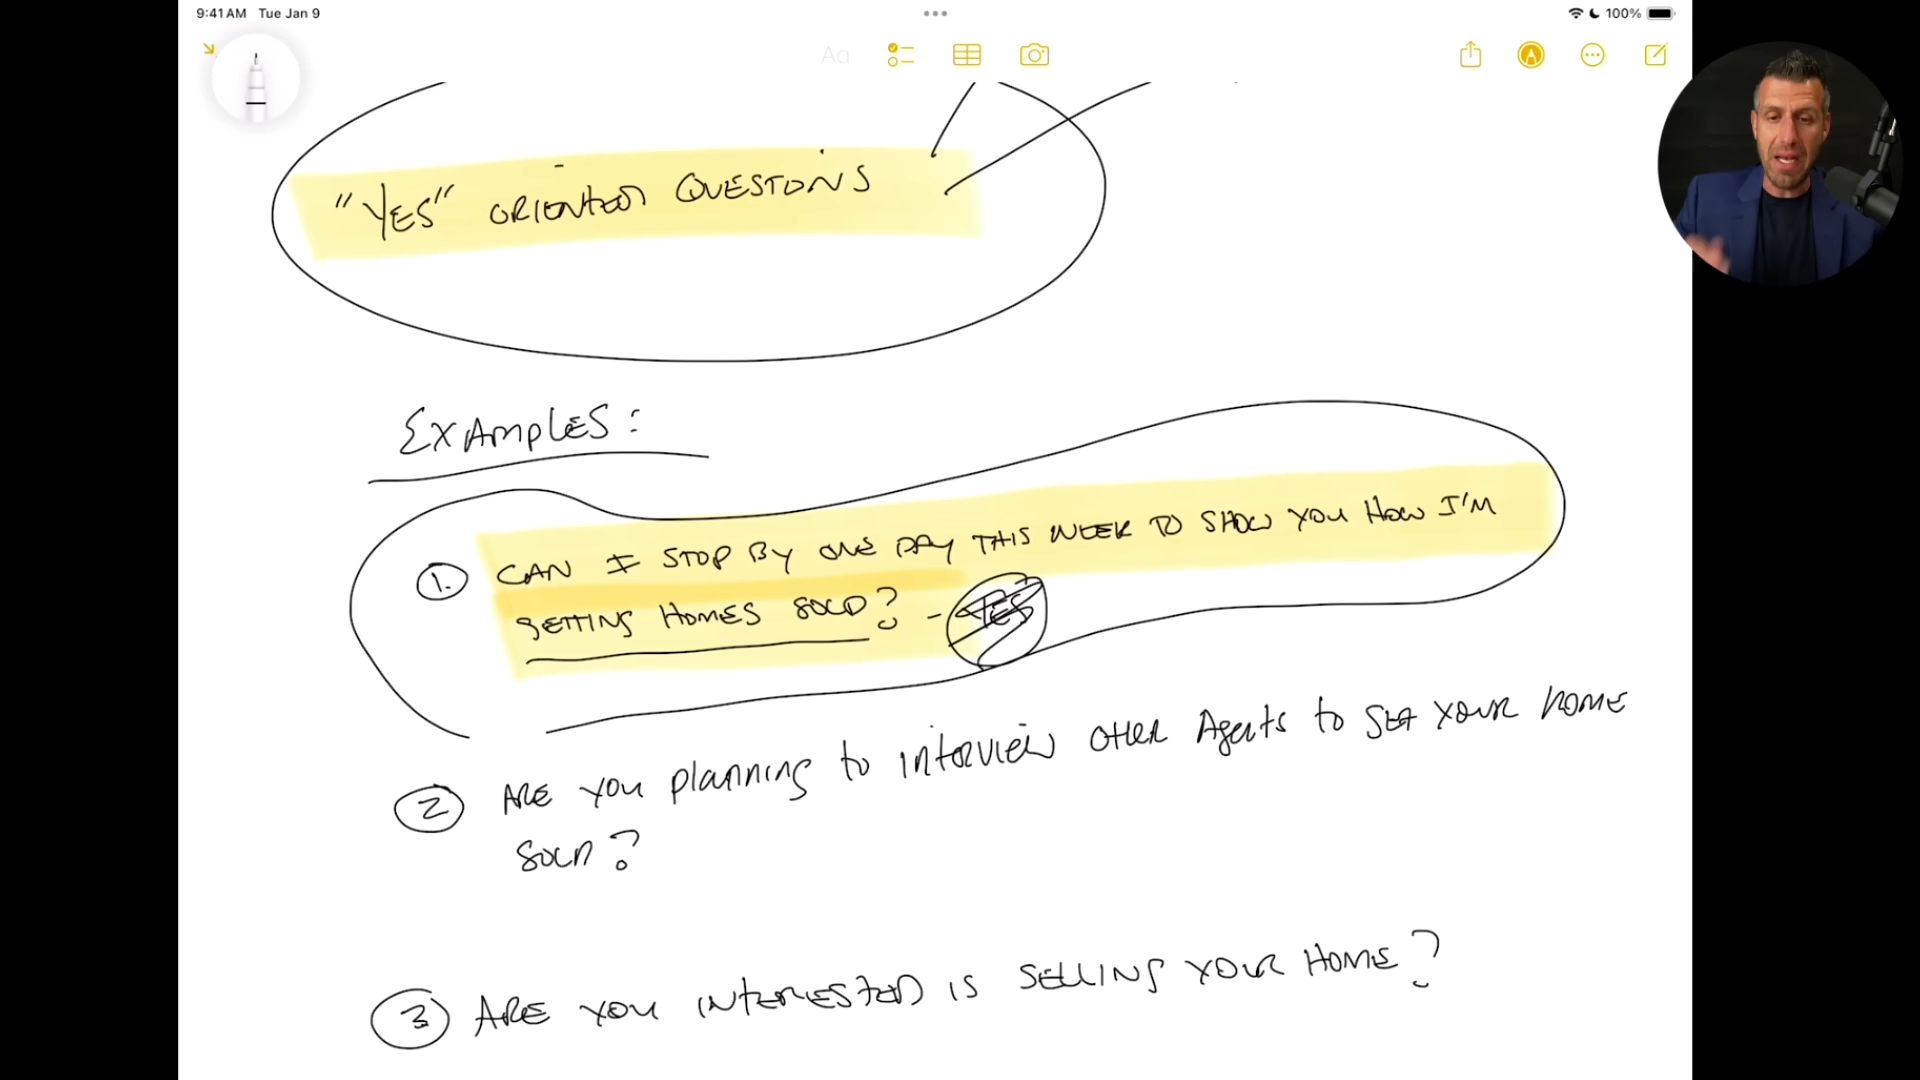 9:41 AM Tue Jan 9
100%
Aa
"YES" ORIENTED QUESTIONS
EXAMPLES:
1. CAN I STOP BY ONE DAY THIS WEEK TO SHOW YOU HOW I'M
GETTING HOMES SOLD? - YES
2 ARE YOU PLANNING TO INTERVIEW OTHER AGENTS TO GET YOUR HOME
SOLD?
3 ARE YOU INTERESTED IS SELLING YOUR HOME?